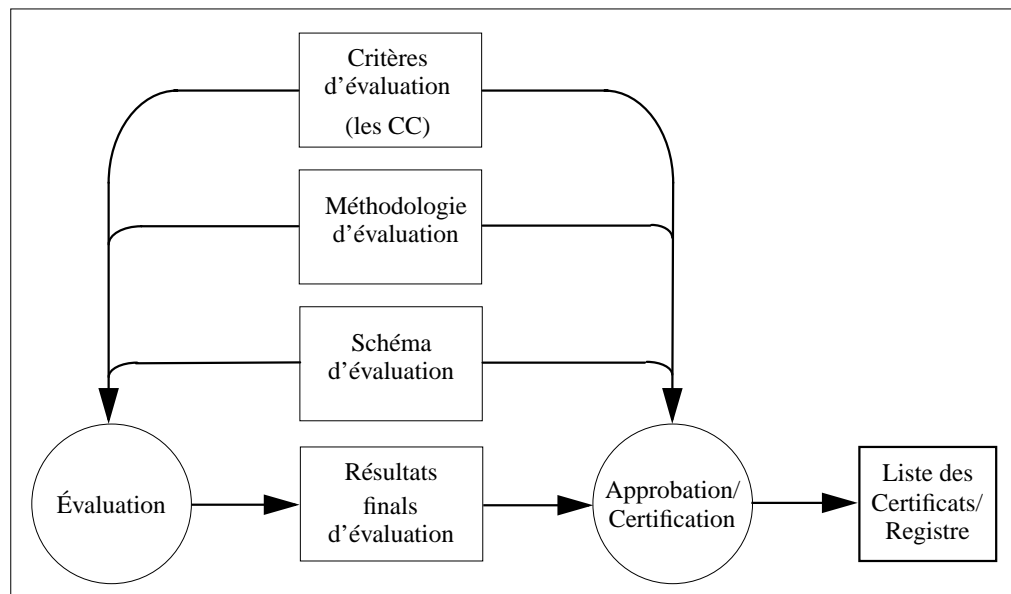 Critères
d'évaluation
(les CC)
Méthodologie
d'évaluation
Schéma
d'évaluation
Évaluation
Résultats
finals
d'évaluation
Approbation/
Certification
Liste des
Certificats/
Registre